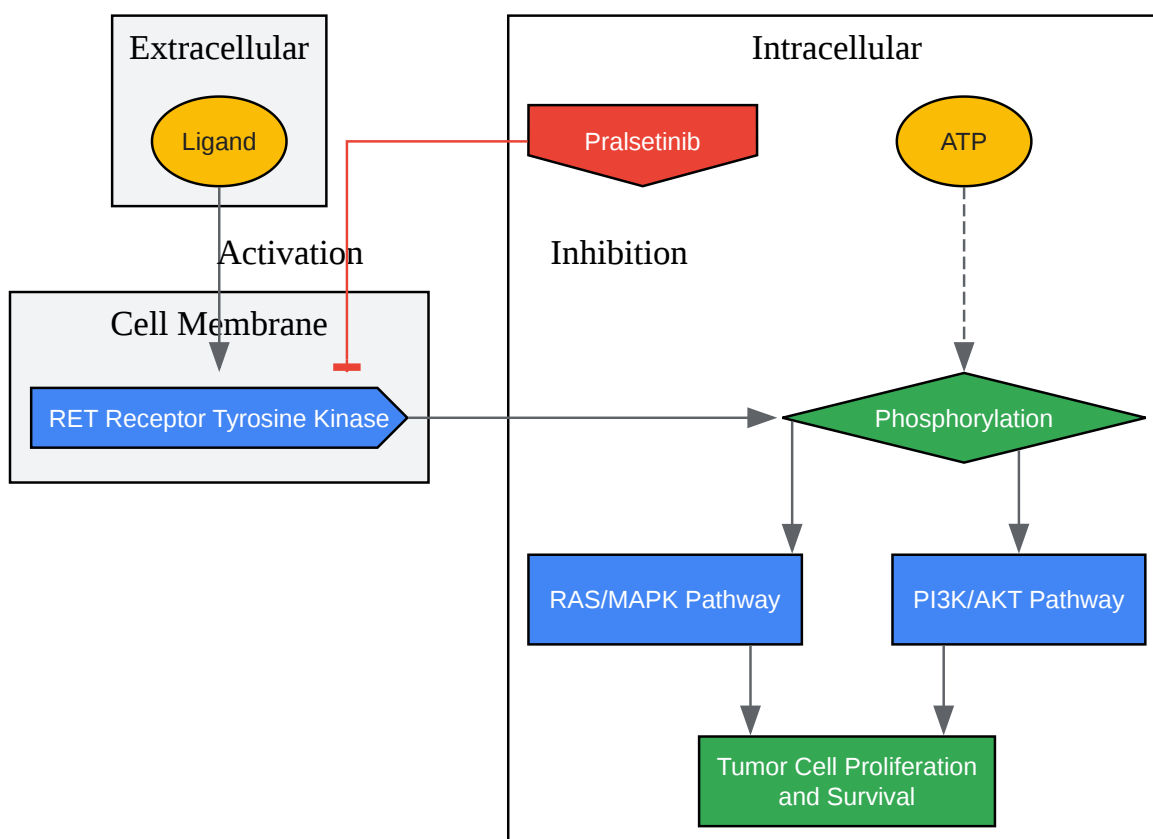 Extracellular
Intracellular
Ligand
Pralsetinib
ATP
Activation
Inhibition
Cell Membrane
RET Receptor Tyrosine Kinase
Phosphorylation
RAS/MAPK Pathway
PI3K/AKT Pathway
Tumor Cell Proliferation
and Survival